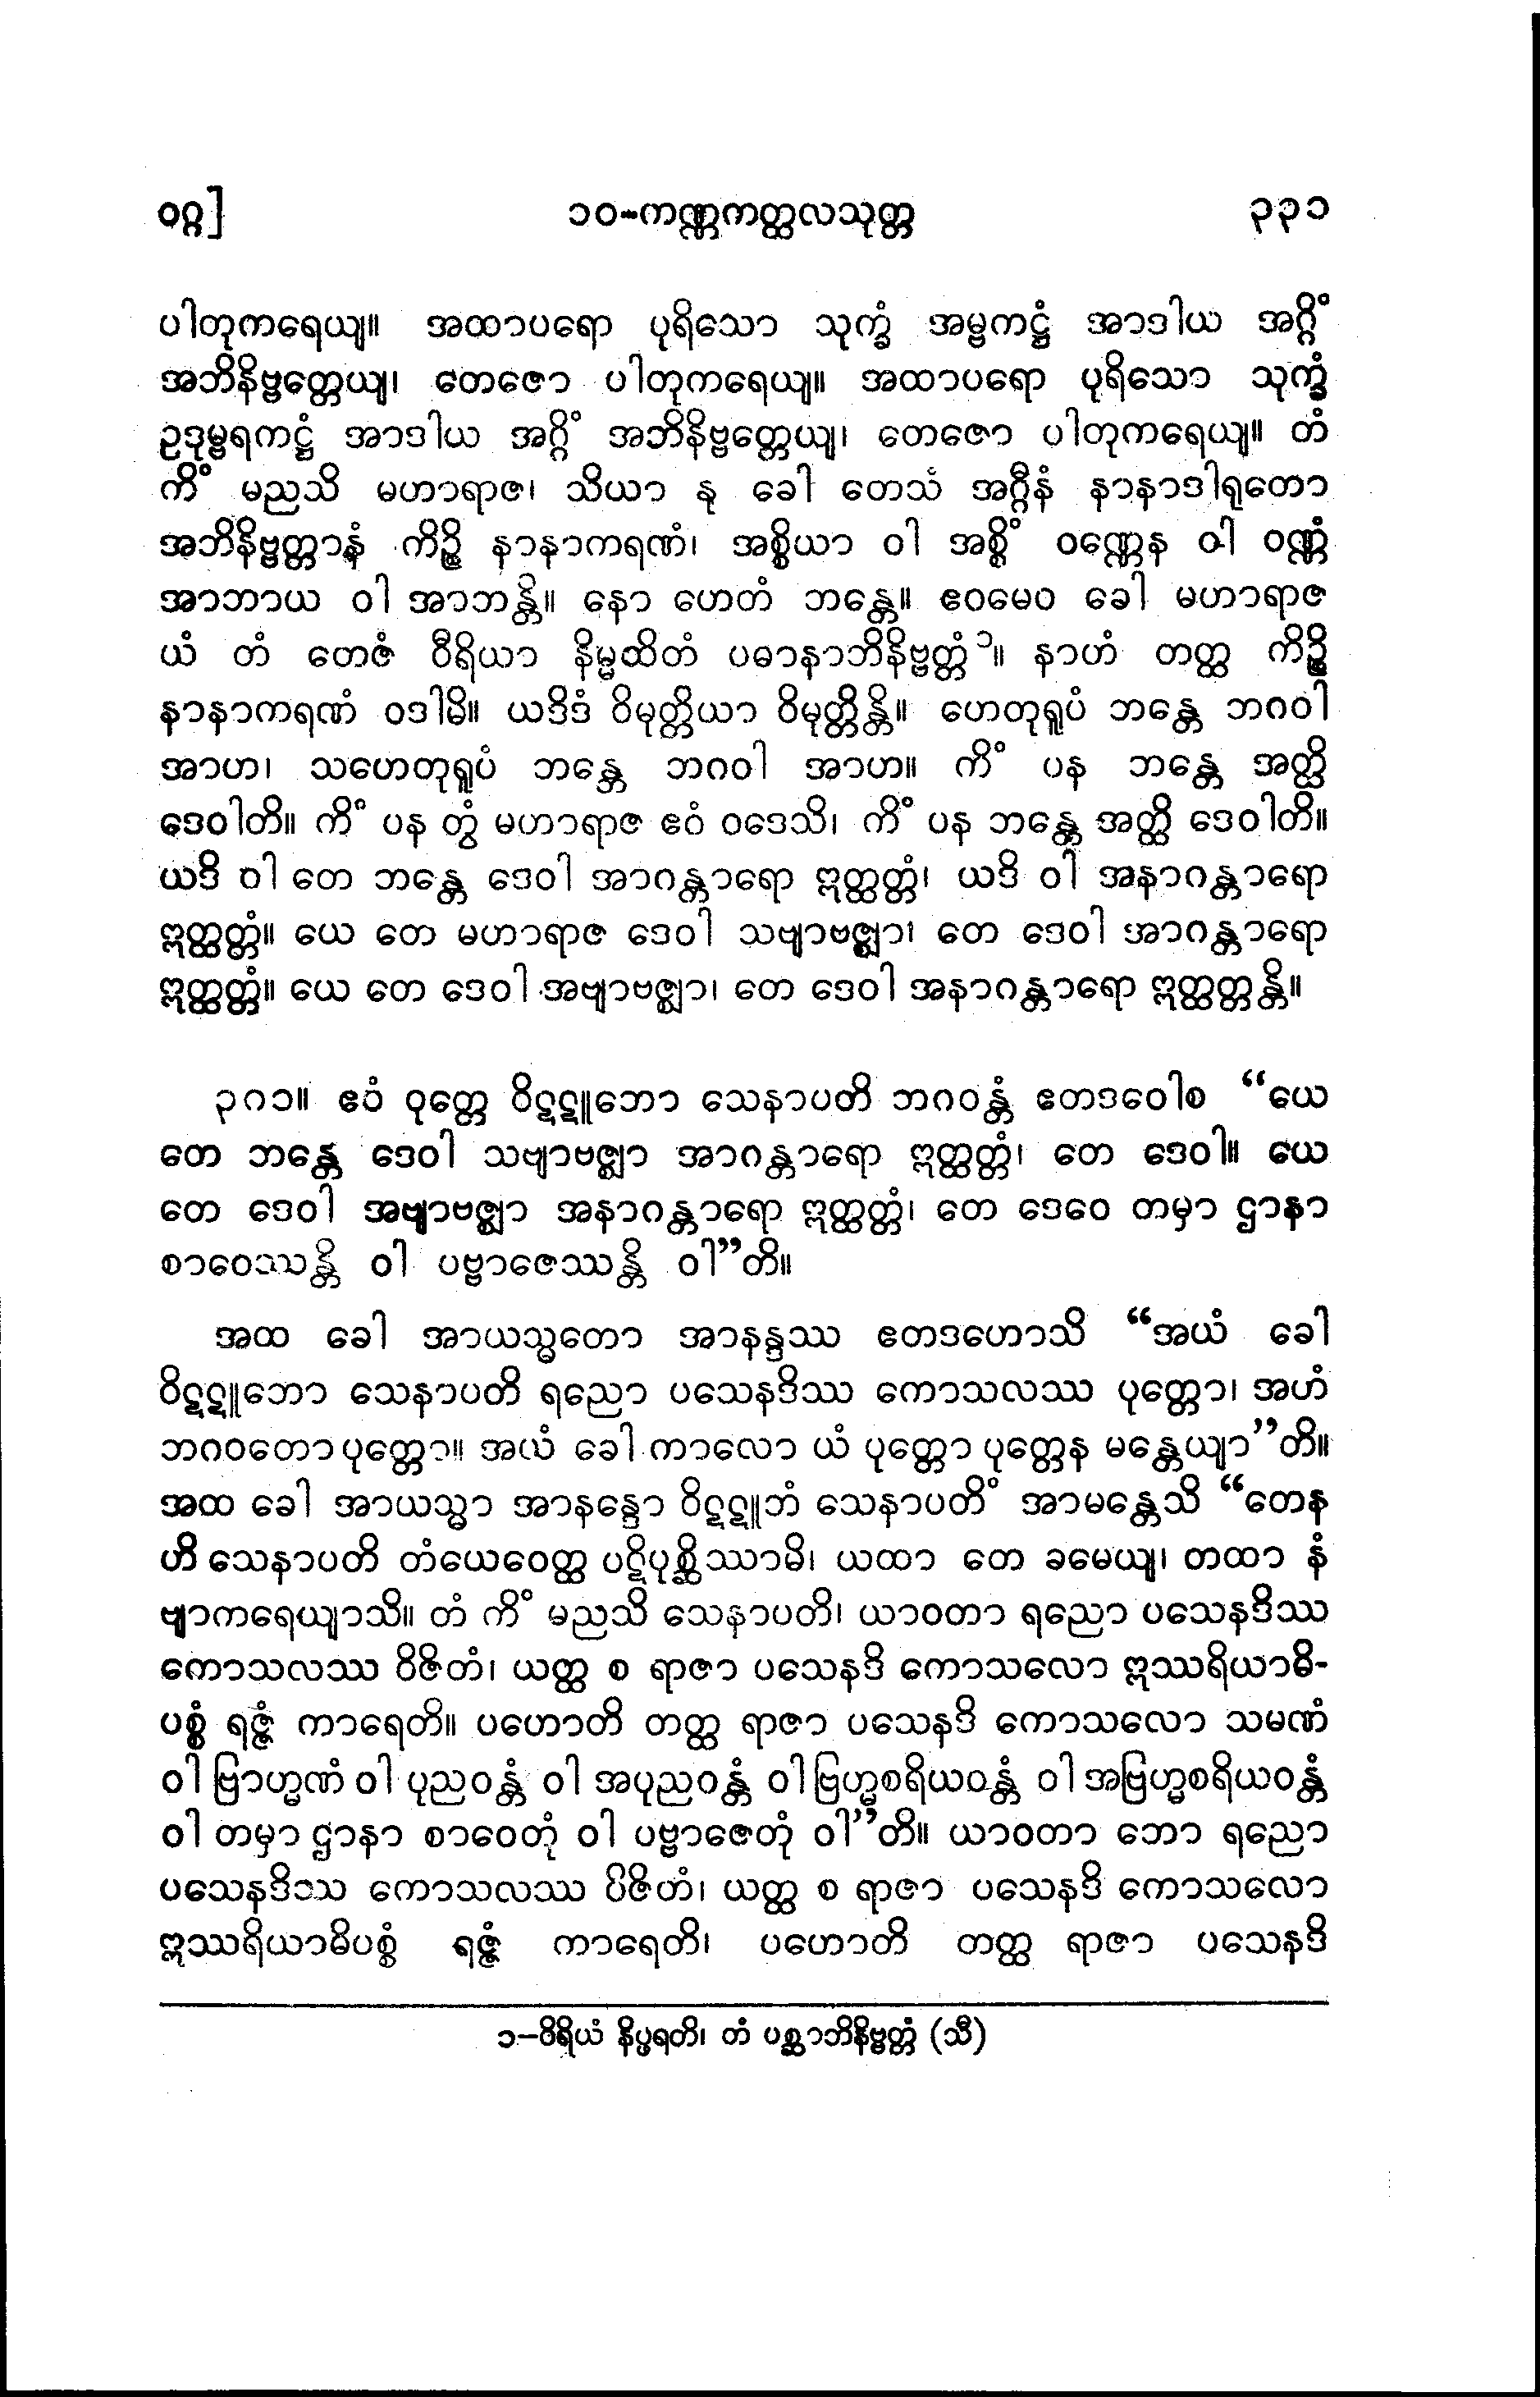 ဝဂ္ဂ]
၁၀--ကဏ္ဏကတ္ထလသုတ္တ
၃၃၁
ပါတုကရေယျ။ အထာပရော ပုရိသော သုက္ခံ အမ္ဗကဋ္ဌံ အာဒါယ အဂ္ဂိံ
အဘိနိဗ္ဗတ္တေယျ၊ တေဇော ပါတုကရေယျ။ အထာပရော ပုရိသော သုက္ခံ
ဥဒုမ္ဗရကဋ္ဌံ အာဒါယ အဂ္ဂိံ အဘိနိဗ္ဗတ္တေယျ၊ တေဇော ပါတုကရေယျ။ တံ
ကိံ မညသိ မဟာရာဇ၊ သိယာ နု ခေါ တေသံ အဂ္ဂီနံ နာနာဒါရုတော
အဘိနိဗ္ဗတ္တာနံ ကိဉ္စိ နာနာကရဏံ၊ အစ္စိယာ ဝါ အစ္စိံ ဝဏ္ဏေန ဝါ ဝဏ္ဏံ
အာဘာယ ဝါ အာဘန္တိ။ နော ဟေတံ ဘန္တေ။ ဧဝမေဝ ခေါ မဟာရာဇ
ယံ တံ တေဇံ ဝီရိယာ နိမ္မထိတံ ပဓာနာဘိနိဗ္ဗတ္တံ၁။ နာဟံ တတ္ထ ကိဉ္စိ
နာနာကရဏံ ဝဒါမိ။ ယဒိဒံ ဝိမုတ္တိယာ ဝိမုတ္တိန္တိ။ ဟေတုရူပံ ဘန္တေ ဘဂဝါ
အာဟ၊ သဟေတုရူပံ ဘန္တေ ဘဂဝါ အာဟ။ ကိံ ပန ဘန္တေ အတ္ထိ
ဒေဝါတိ။ ကိံ ပန တွံ မဟာရာဇ ဧဝံ ဝဒေသိ၊ ကိံ ပန ဘန္တေ အတ္ထိ ဒေဝါတိ။
ယဒိ ဝါ တေ ဘန္တေ ဒေဝါ အာဂန္တာရော ဣတ္ထတ္တံ၊ ယဒိ ဝါ အနာဂန္တာရော
ဣတ္ထတ္တံ။ ယေ တေ မဟာရာဇ ဒေဝါ သဗျာဗဇ္ဈာ၊ တေ ဒေဝါ အာဂန္တာရော
ဣတ္ထတ္တံ။ ယေ တေ ဒေဝါ အဗျာဗဇ္ဈာ၊ တေ ဒေဝါ အနာဂန္တာရော ဣတ္ထတ္တန္တိ။
၃၈၁။ ဧဝံ ဝုတ္တေ ဝိဋဋူဘော သေနာပတိ ဘဂဝန္တံ ဧတဒဝေါစ “ယေ
တေ ဘန္တေ ဒေဝါ သဗျာဗဇ္ဈာ အာဂန္တာရော ဣတ္ထတ္တံ၊ တေ ဒေဝါ။ ယေ
တေ ဒေဝါ အဗျာဗဇ္ဈာ အနာဂန္တာရော ဣတ္ထတ္တံ၊ တေ ဒေဝေ တမှာ ဌာနာ
စာဝေဿန္တိ ဝါ ပဗ္ဗာဇေဿန္တိ ဝါ”တိ။
အထ ခေါ အာယသ္မတော အာနန္ဒဿ ဧတဒဟောသိ “အယံ ခေါ
ဝိဋဋူဘော သေနာပတိ ရညော ပသေနဒိဿ ကောသလဿ ပုတ္တော၊ အဟံ
ဘဂဝတော ပုတ္တော။ အယံ ခေါ ကာလော ယံ ပုတ္တော ပုတ္တေန မန္တေယျာ”တိ။
အထ ခေါ အာယသ္မာ အာနန္ဒော ဝိဋဋူဘံ သေနာပတိံ အာမန္တေသိ “တေန
ဟိ သေနာပတိ တံယေဝေတ္ထ ပဋိပုစ္ဆိဿာမိ၊ ယထာ တေ ခမေယျ၊ တထာ နံ
ဗျာကရေယျာသိ။ တံ ကိံ မညသိ သေနာပတိ၊ ယာဝတာ ရညော ပသေနဒိဿ
ကောသလဿ ဝိဇိတံ၊ ယတ္ထ စ ရာဇာ ပသေနဒိ ကောသလော ဣဿရိယာဓိ-
ပစ္စံ ရဇ္ဇံ ကာရေတိ။ ပဟောတိ တတ္ထ ရာဇာ ပသေနဒိ ကောသလော သမဏံ
ဝါ ဗြာဟ္မဏံ ဝါ ပုညဝန္တံ ဝါ အပုညဝန္တံ ဝါ ဗြဟ္မစရိယဝန္တံ ဝါ အဗြဟ္မစရိယဝန္တံ
ဝါ တမှာ ဌာနာ စာဝေတုံ ဝါ ပဗ္ဗာဇေတုံ ဝါ”တိ။ ယာဝတာ ဘော ရညော
ပသေနဒိဿ ကောသလဿ ဝိဇိတံ၊ ယတ္ထ စ ရာဇာ ပသေနဒိ ကောသလော
ဣဿရိယာဓိပစ္စံ ရဇ္ဇံ ကာရေတိ၊ ပဟောတိ တတ္ထ ရာဇာ ပသေနဒိ
၁-ဝိရိယံ နိပ္ဖရတိ၊ တံ ပစ္ဆာဘိနိဗ္ဗတ္တံ (သီ)